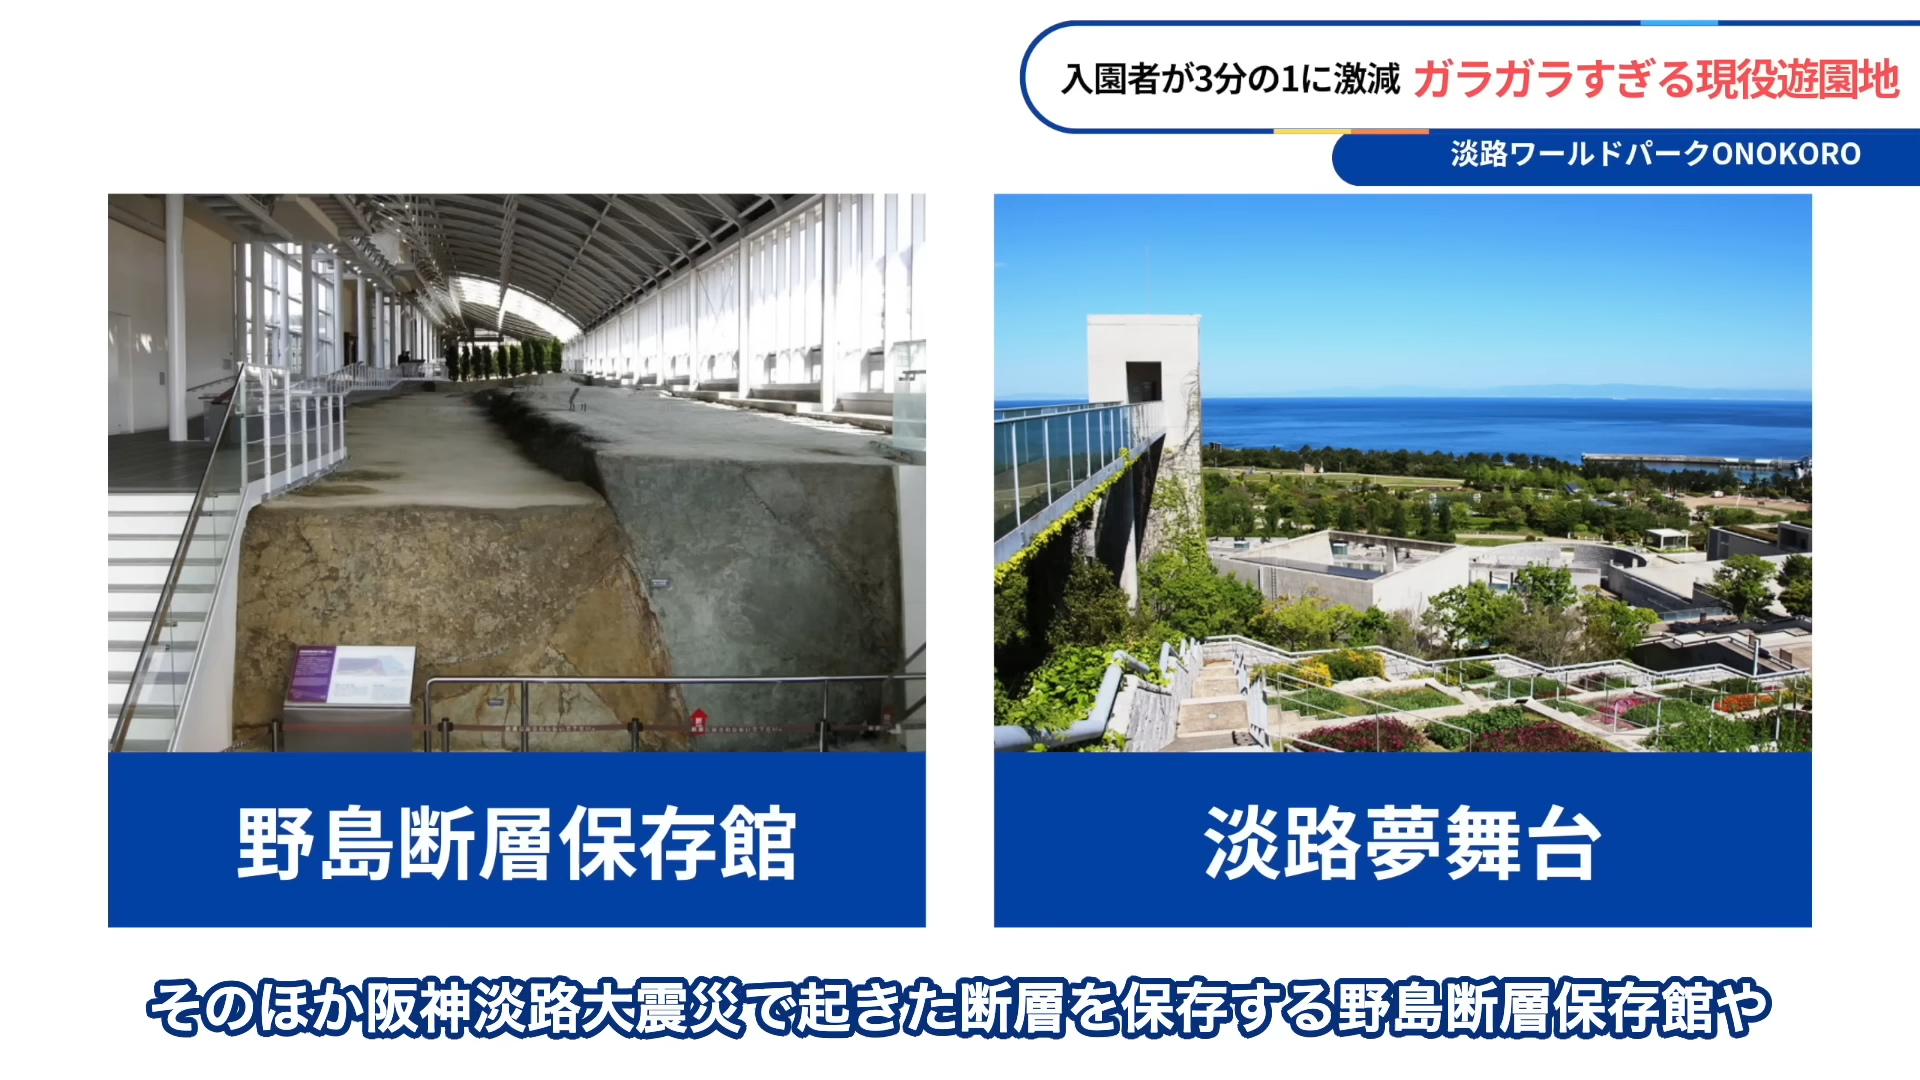 入園者が3分の1に激減 ガラガラすぎる現役遊園地
淡路ワールドパークONOKORO
野島断層保存館
淡路夢舞台
そのほか阪神淡路大震災で起きた断層を保存する野島断層保存館や